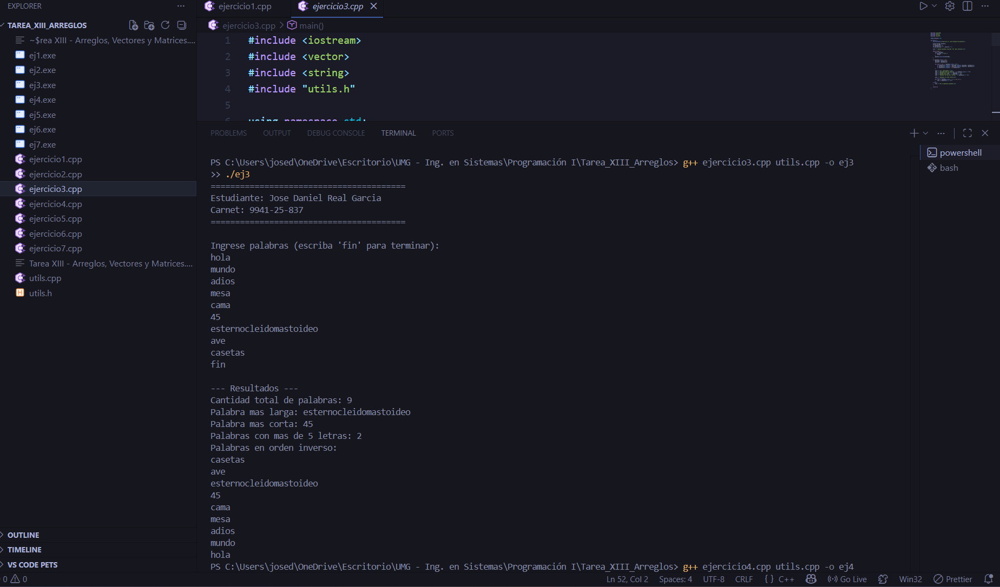 EXPLORER
TAREA_XIII_ARREGLOS
~$rea XIII - Arreglos, Vectores y Matrices....
ej1.exe
ej2.exe
ej3.exe
ej4.exe
ej5.exe
ej6.exe
ej7.exe
ejercicio1.cpp
ejercicio2.cpp
ejercicio3.cpp
ejercicio4.cpp
ejercicio5.cpp
ejercicio6.cpp
ejercicio7.cpp
Tarea XIII - Arreglos, Vectores y Matrices....
utils.cpp
utils.h
OUTLINE
TIMELINE
VS CODE PETS
ejercicio1.cpp ejercicio3.cpp
ejercicio3.cpp > main()
1 #include <iostream>
2 #include <vector>
3 #include <string>
4 #include "utils.h"
5
6 using namespace std;
PROBLEMS OUTPUT DEBUG CONSOLE TERMINAL PORTS
PS C:\Users\josed\OneDrive\Escritorio\UMG - Ing. en Sistemas\Programación I\Tarea_XIII_Arreglos> g++ ejercicio3.cpp utils.cpp -o ej3
>> ./ej3
========================================
Estudiante: Jose Daniel Real Garcia
Carnet: 9941-25-837
========================================
Ingrese palabras (escriba 'fin' para terminar):
hola
mundo
adios
mesa
cama
45
esternocleidomastoideo
ave
casetas
fin
--- Resultados ---
Cantidad total de palabras: 9
Palabra mas larga: esternocleidomastoideo
Palabra mas corta: 45
Palabras con mas de 5 letras: 2
Palabras en orden inverso:
casetas
ave
esternocleidomastoideo
45
cama
mesa
adios
mundo
hola
PS C:\Users\josed\OneDrive\Escritorio\UMG - Ing. en Sistemas\Programación I\Tarea_XIII_Arreglos> g++ ejercicio4.cpp utils.cpp -o ej4
powershell
bash
0 0 Ln 52, Col 2 Spaces: 4 UTF-8 CRLF { } C++ Go Live Win32 Prettier